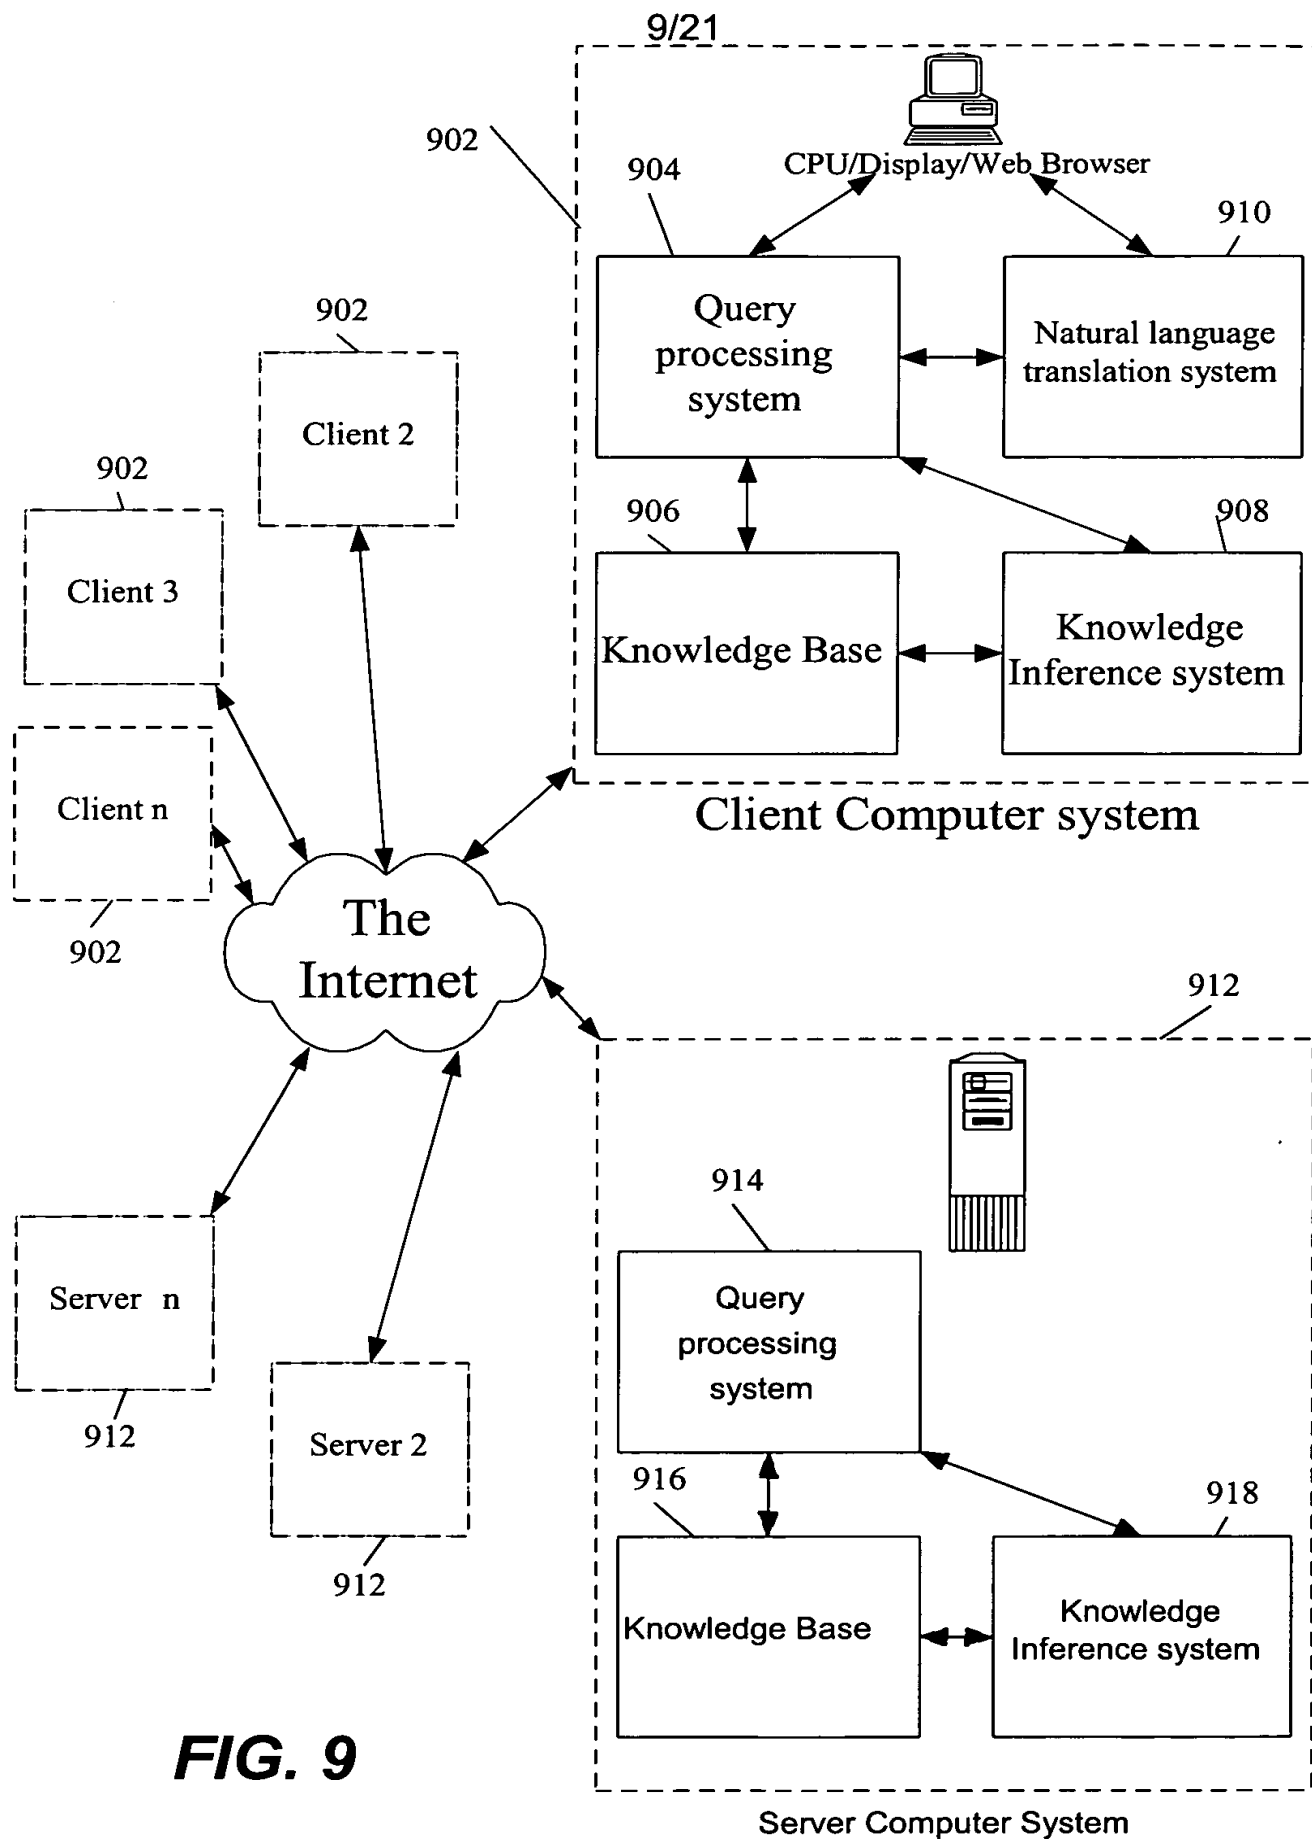 9/21
902
CPU/Display/Web Browser
904
910
Query
processing
system
Natural language
translation system
906
908
Knowledge Base
Knowledge
Inference system
Client Computer system
902
Client 2
902
Client 3
Client n
902
The
Internet
912
914
Query
processing
system
916
918
Knowledge Base
Knowledge
Inference system
Server Computer System
Server n
912
Server 2
912
FIG. 9